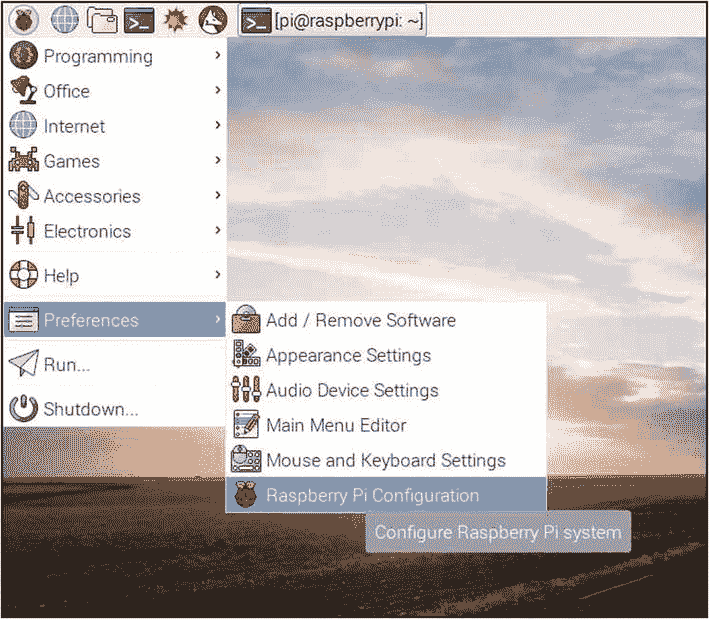 [pi@raspberrypi: ~]
Programming
Office
Internet
Games
Accessories
Electronics
Help
Preferences
Run...
Shutdown...
Add / Remove Software
Appearance Settings
Audio Device Settings
Main Menu Editor
Mouse and Keyboard Settings
Raspberry Pi Configuration
Configure Raspberry Pi system